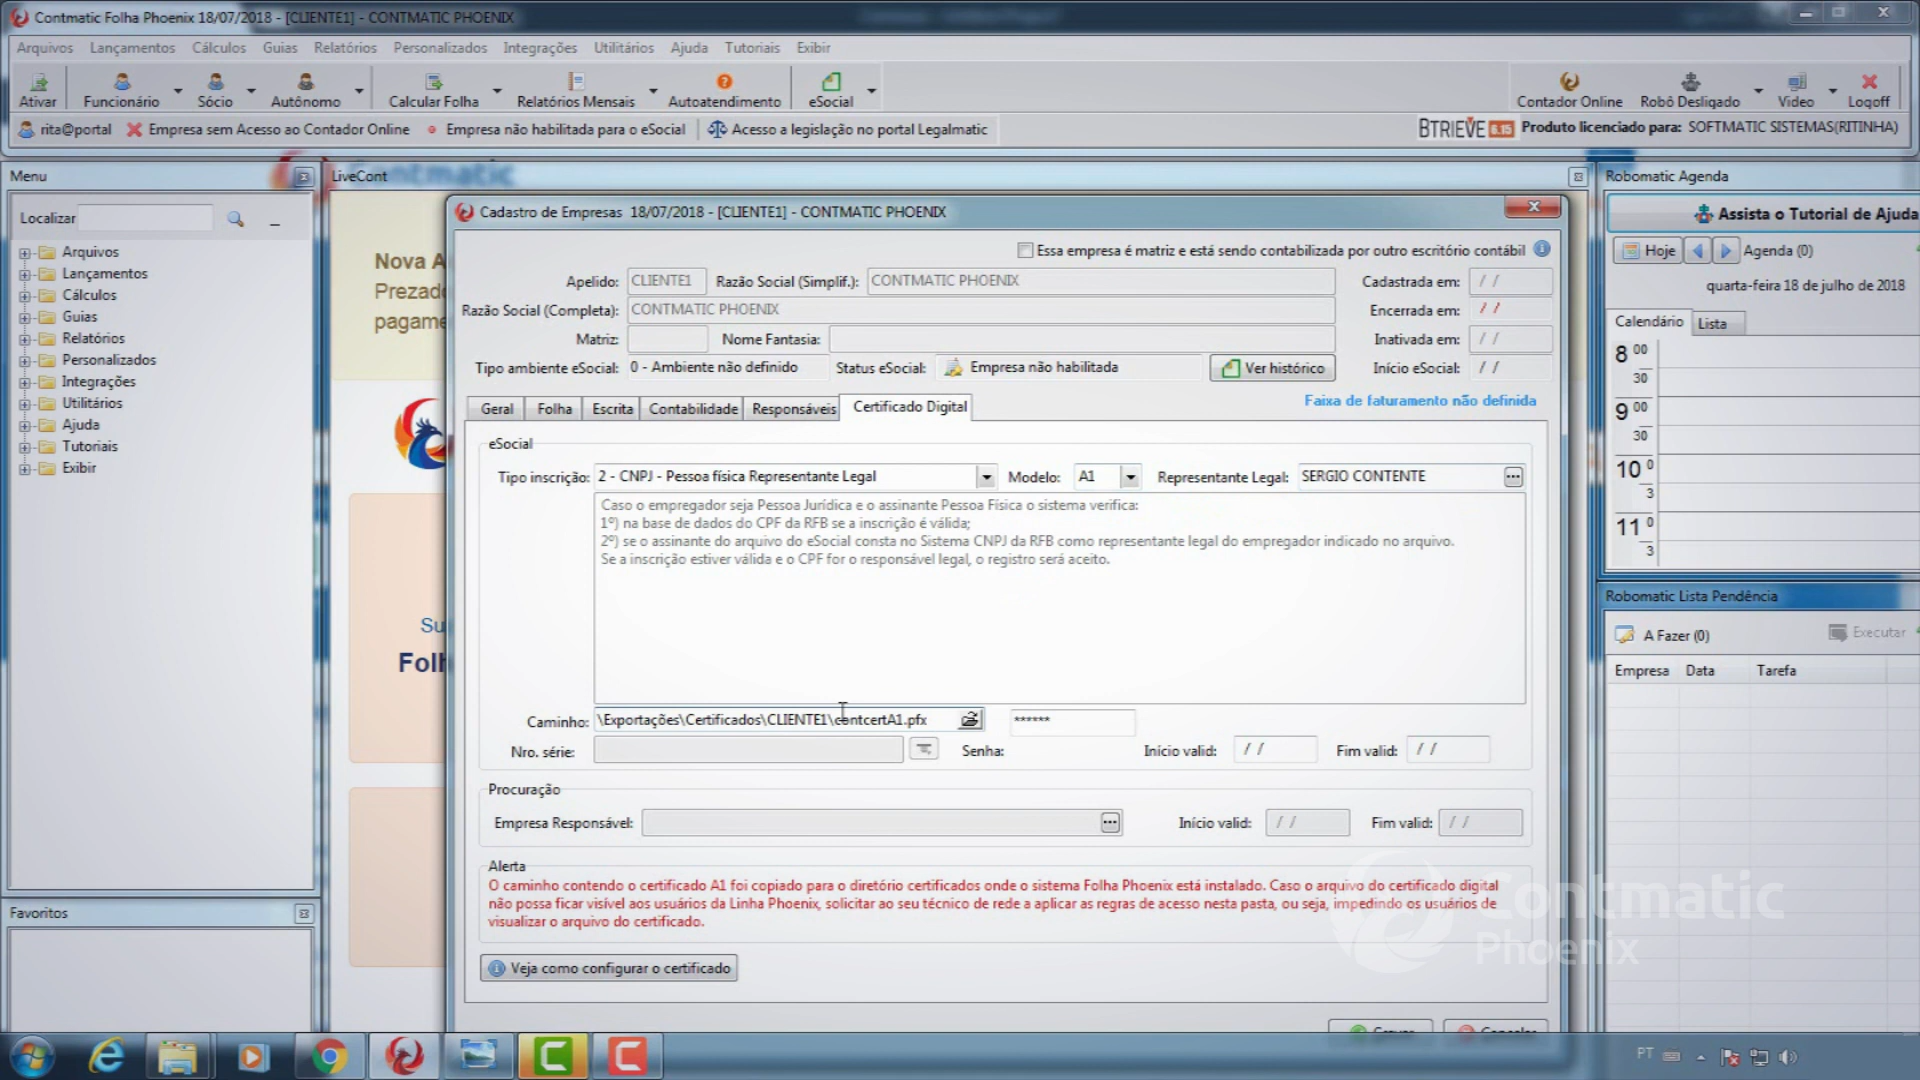 Contmatic Folha Phoenix 18/07/2018 - [CLIENTE1] - CONTMATIC PHOENIX
Arquivos Lançamentos Cálculos Guias Relatórios Personalizados Integrações Utilitários Ajuda Tutoriais Exibir
Ativar Funcionário Sócio Autônomo Calcular Folha Relatórios Mensais Autoatendimento eSocial Contador Online Robô Desligado Video Logoff
rita@portal Empresa sem Acesso ao Contador Online Empresa não habilitada para o eSocial Acesso a legislação no portal Legalmatic BTRIEVE 6.15 Produto licenciado para: SOFTMATIC SISTEMAS(RITINHA)
Menu
Localizar
Arquivos
Lançamentos
Cálculos
Guias
Relatórios
Personalizados
Integrações
Utilitários
Ajuda
Tutoriais
Exibir
Favoritos
LiveCont
Nova A
Prezad
pagame
Su
Folh
Cadastro de Empresas 18/07/2018 - [CLIENTE1] - CONTMATIC PHOENIX
Essa empresa é matriz e está sendo contabilizada por outro escritório contábil
Apelido: CLIENTE1 Razão Social (Simplif.): CONTMATIC PHOENIX Cadastrada em: / /
Razão Social (Completa): CONTMATIC PHOENIX Encerrada em: / /
Matriz: Nome Fantasia: Inativada em: / /
Tipo ambiente eSocial: 0 - Ambiente não definido Status eSocial: Empresa não habilitada Ver histórico Início eSocial: / /
Geral Folha Escrita Contabilidade Responsáveis Certificado Digital Faixa de faturamento não definida
eSocial
Tipo inscrição: 2 - CNPJ - Pessoa física Representante Legal Modelo: A1 Representante Legal: SERGIO CONTENTE
Caso o empregador seja Pessoa Jurídica e o assinante Pessoa Física o sistema verifica:
1º) na base de dados do CPF da RFB se a inscrição é válida;
2º) se o assinante do arquivo do eSocial consta no Sistema CNPJ da RFB como representante legal do empregador indicado no arquivo.
Se a inscrição estiver válida e o CPF for o responsável legal, o registro será aceito.
Caminho: \Exportações\Certificados\CLIENTE1\contcertA1.pfx ******
Nro. série: Senha: Início valid: / / Fim valid: / /
Procuração
Empresa Responsável: Início valid: / / Fim valid: / /
Alerta
O caminho contendo o certificado A1 foi copiado para o diretório certificados onde o sistema Folha Phoenix está instalado. Caso o arquivo do certificado digital
não possa ficar visível aos usuários da Linha Phoenix, solicitar ao seu técnico de rede a aplicar as regras de acesso nesta pasta, ou seja, impedindo os usuários de
visualizar o arquivo do certificado.
Veja como configurar o certificado
Contmatic
Phoenix
Robomatic Agenda
Assista o Tutorial de Ajuda
Hoje Agenda (0)
quarta-feira 18 de julho de 2018
Calendário Lista
8 00
30
9 00
30
10 0
3
11 0
3
Robomatic Lista Pendência
A Fazer (0) Executar
Empresa Data Tarefa
PT